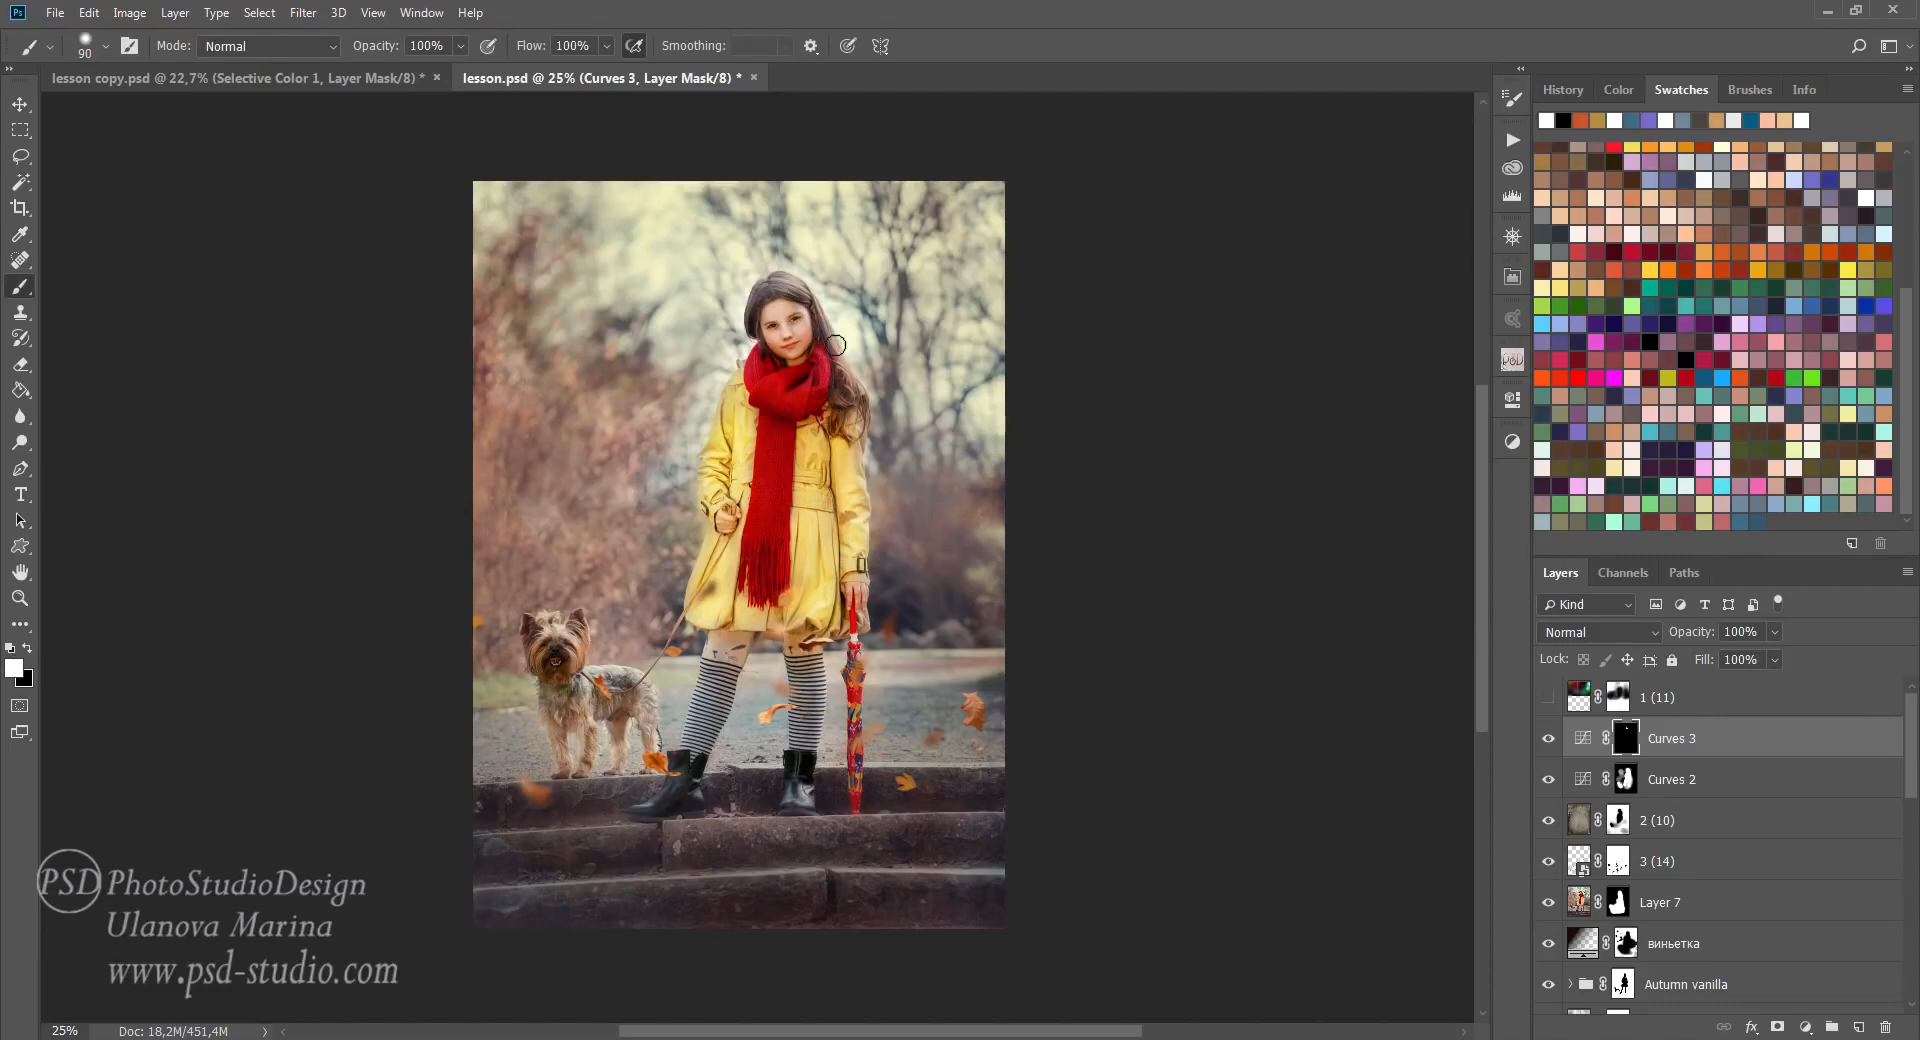 Ps File Edit Image Layer Type Select Filter 3D View Window Help
90 Mode: Normal Opacity: 100% Flow: 100% Smoothing:
lesson copy.psd @ 22,7% (Selective Color 1, Layer Mask/8) * × lesson.psd @ 25% (Curves 3, Layer Mask/8) * ×
History Color Swatches Brushes Info
PSD
Layers Channels Paths
Kind
Normal Opacity: 100%
Lock: Fill: 100%
1 (11)
Curves 3
Curves 2
2 (10)
3 (14)
Layer 7
виньетка
Autumn vanilla
PSD PhotoStudioDesign
Ulanova Marina
www.psd-studio.com
25% Doc: 18,2M/451,4M